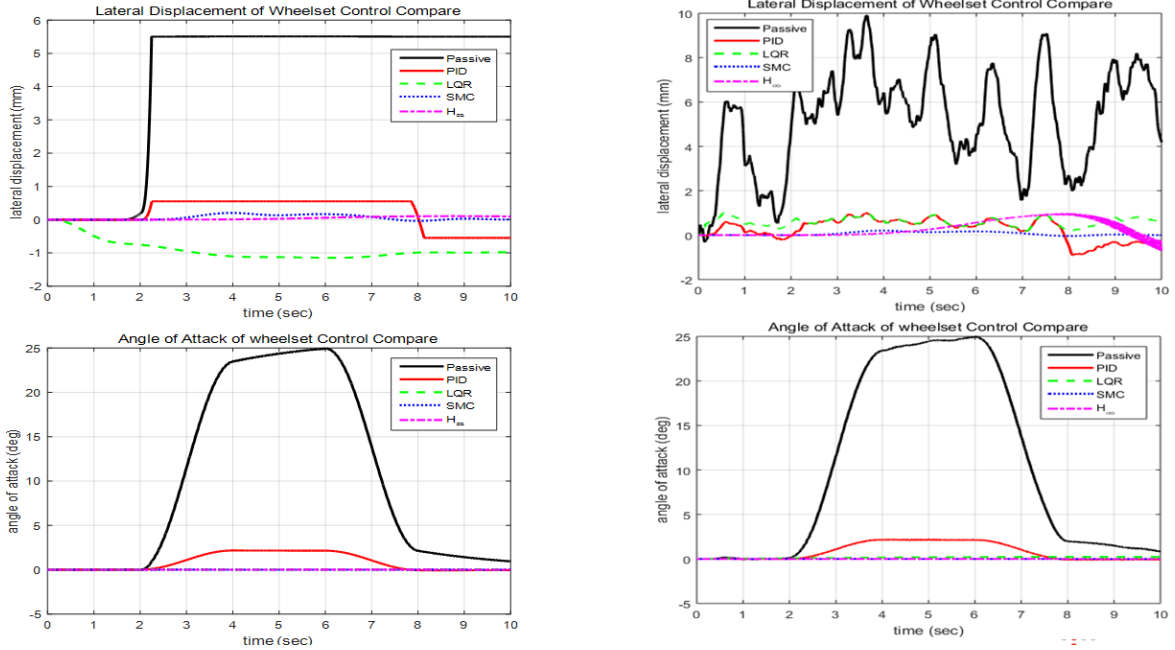 Lateral Displacement of Wheelset Control Compare
lateral displacement (mm)
6
5
4
3
2
1
0
-1
-2
Passive
PID
LQR
SMC
H∞
0 1 2 3 4 5 6 7 8 9 10
time (sec)
Lateral Displacement of Wheelset Control Compare
lateral displacement (mm)
10
8
6
4
2
0
-2
Passive
PID
LQR
SMC
H∞
0 1 2 3 4 5 6 7 8 9 10
time (sec)
Angle of Attack of wheelset Control Compare
angle of attack (deg)
25
20
15
10
5
0
-5
Passive
PID
LQR
SMC
H∞
0 1 2 3 4 5 6 7 8 9 10
time (sec)
Angle of Attack of wheelset Control Compare
angle of attack (deg)
25
20
15
10
5
0
-5
Passive
PID
LQR
SMC
H∞
0 1 2 3 4 5 6 7 8 9 10
time (sec)